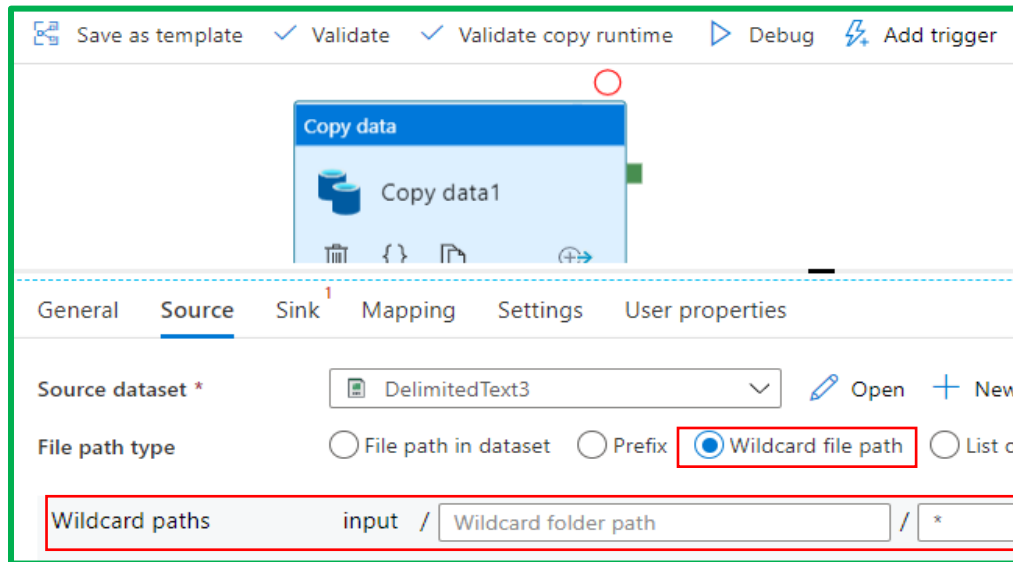 Save as template Validate Validate copy runtime Debug Add trigger
Copy data
Copy data1
{}
General Source Sink 1 Mapping Settings User properties
Source dataset * DelimitedText3 Open New
File path type File path in dataset Prefix Wildcard file path List
Wildcard paths input / Wildcard folder path / *